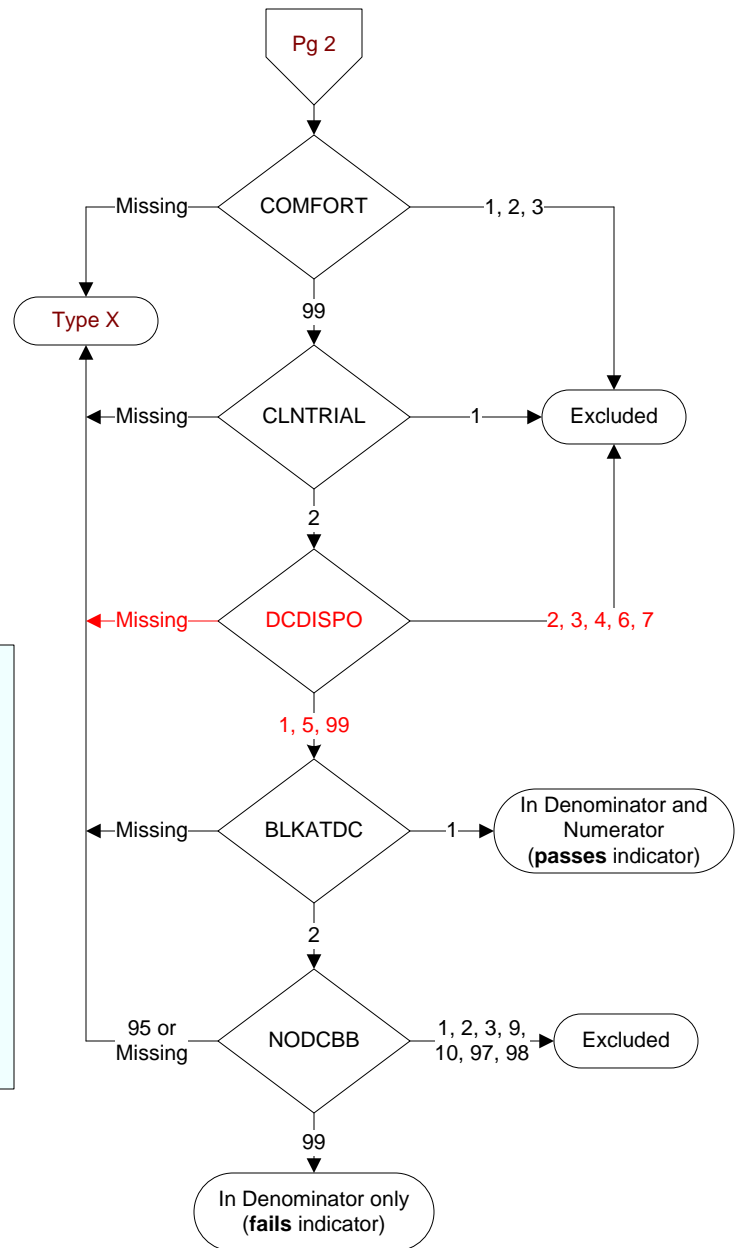 Pg 2
Missing
COMFORT
1, 2, 3
99
Type X
Missing
CLNTRIAL
1
Excluded
2
Missing
DCDISPO
2, 3, 4, 6, 7
1, 5, 99
Missing
BLKATDC
1
In Denominator and
Numerator
(passes indicator)
2
95 or
Missing
NODCBB
1, 2, 3, 9,
10, 97, 98
Excluded
99
In Denominator only
(fails indicator)